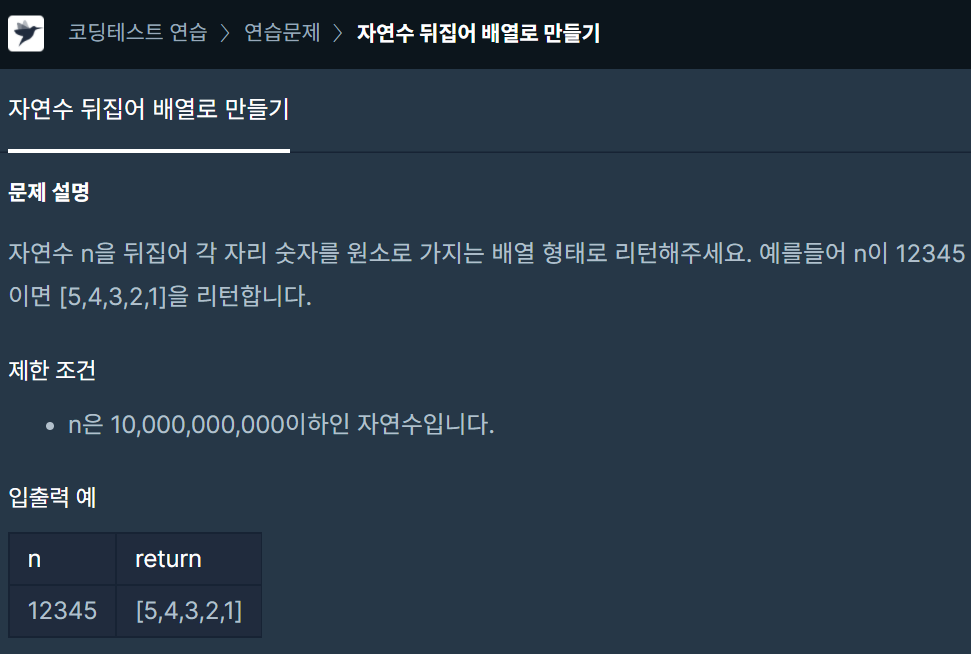 코딩테스트 연습 > 연습문제 > 자연수 뒤집어 배열로 만들기
자연수 뒤집어 배열로 만들기
문제 설명
자연수 n을 뒤집어 각 자리 숫자를 원소로 가지는 배열 형태로 리턴해주세요. 예를들어 n이 12345
이면 [5,4,3,2,1]을 리턴합니다.
제한 조건
• n은 10,000,000,000이하인 자연수입니다.
입출력 예
n return
12345 [5,4,3,2,1]